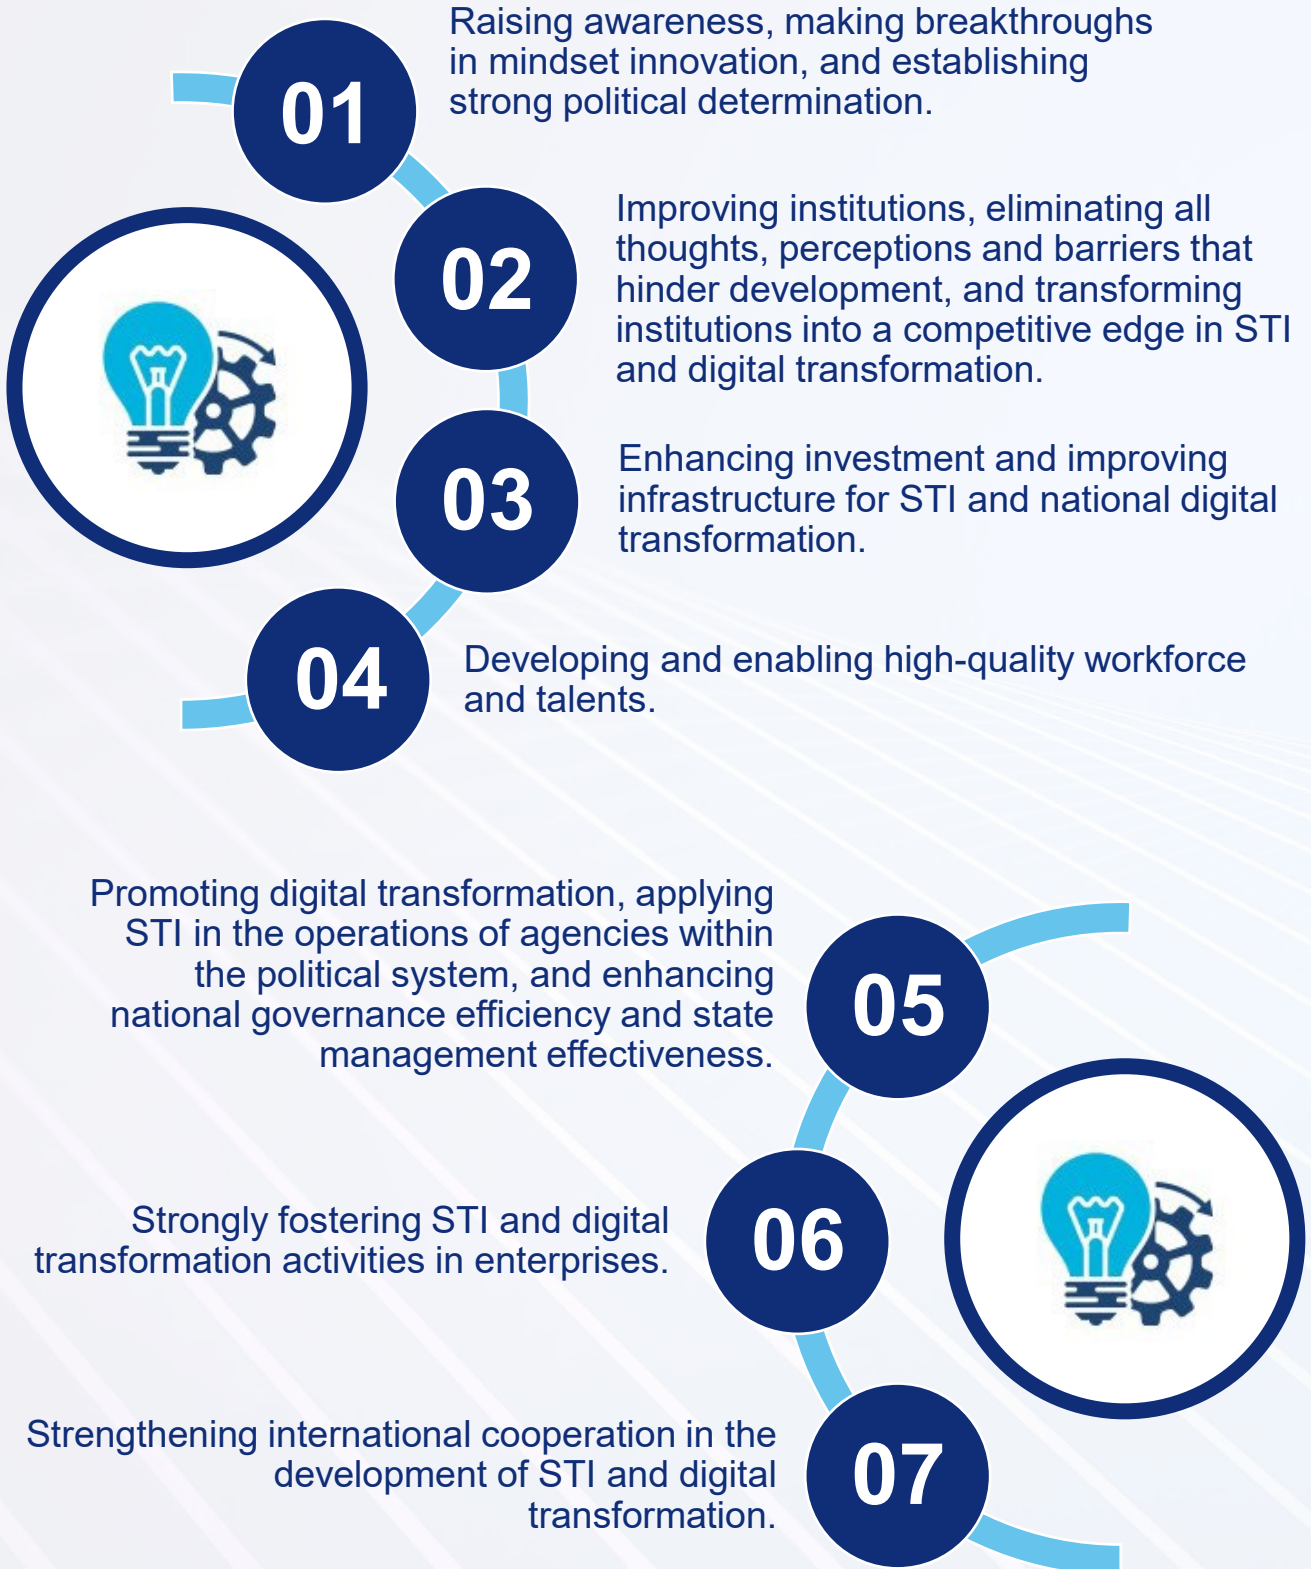 01
Raising awareness, making breakthroughs
in mindset innovation, and establishing
strong political determination.
02
Improving institutions, eliminating all
thoughts, perceptions and barriers that
hinder development, and transforming
institutions into a competitive edge in STI
and digital transformation.
03
Enhancing investment and improving
infrastructure for STI and national digital
transformation.
04
Developing and enabling high-quality workforce
and talents.
Promoting digital transformation, applying
STI in the operations of agencies within
the political system, and enhancing
national governance efficiency and state
management effectiveness.
05
Strongly fostering STI and digital
transformation activities in enterprises.
06
Strengthening international cooperation in the
development of STI and digital
transformation.
07